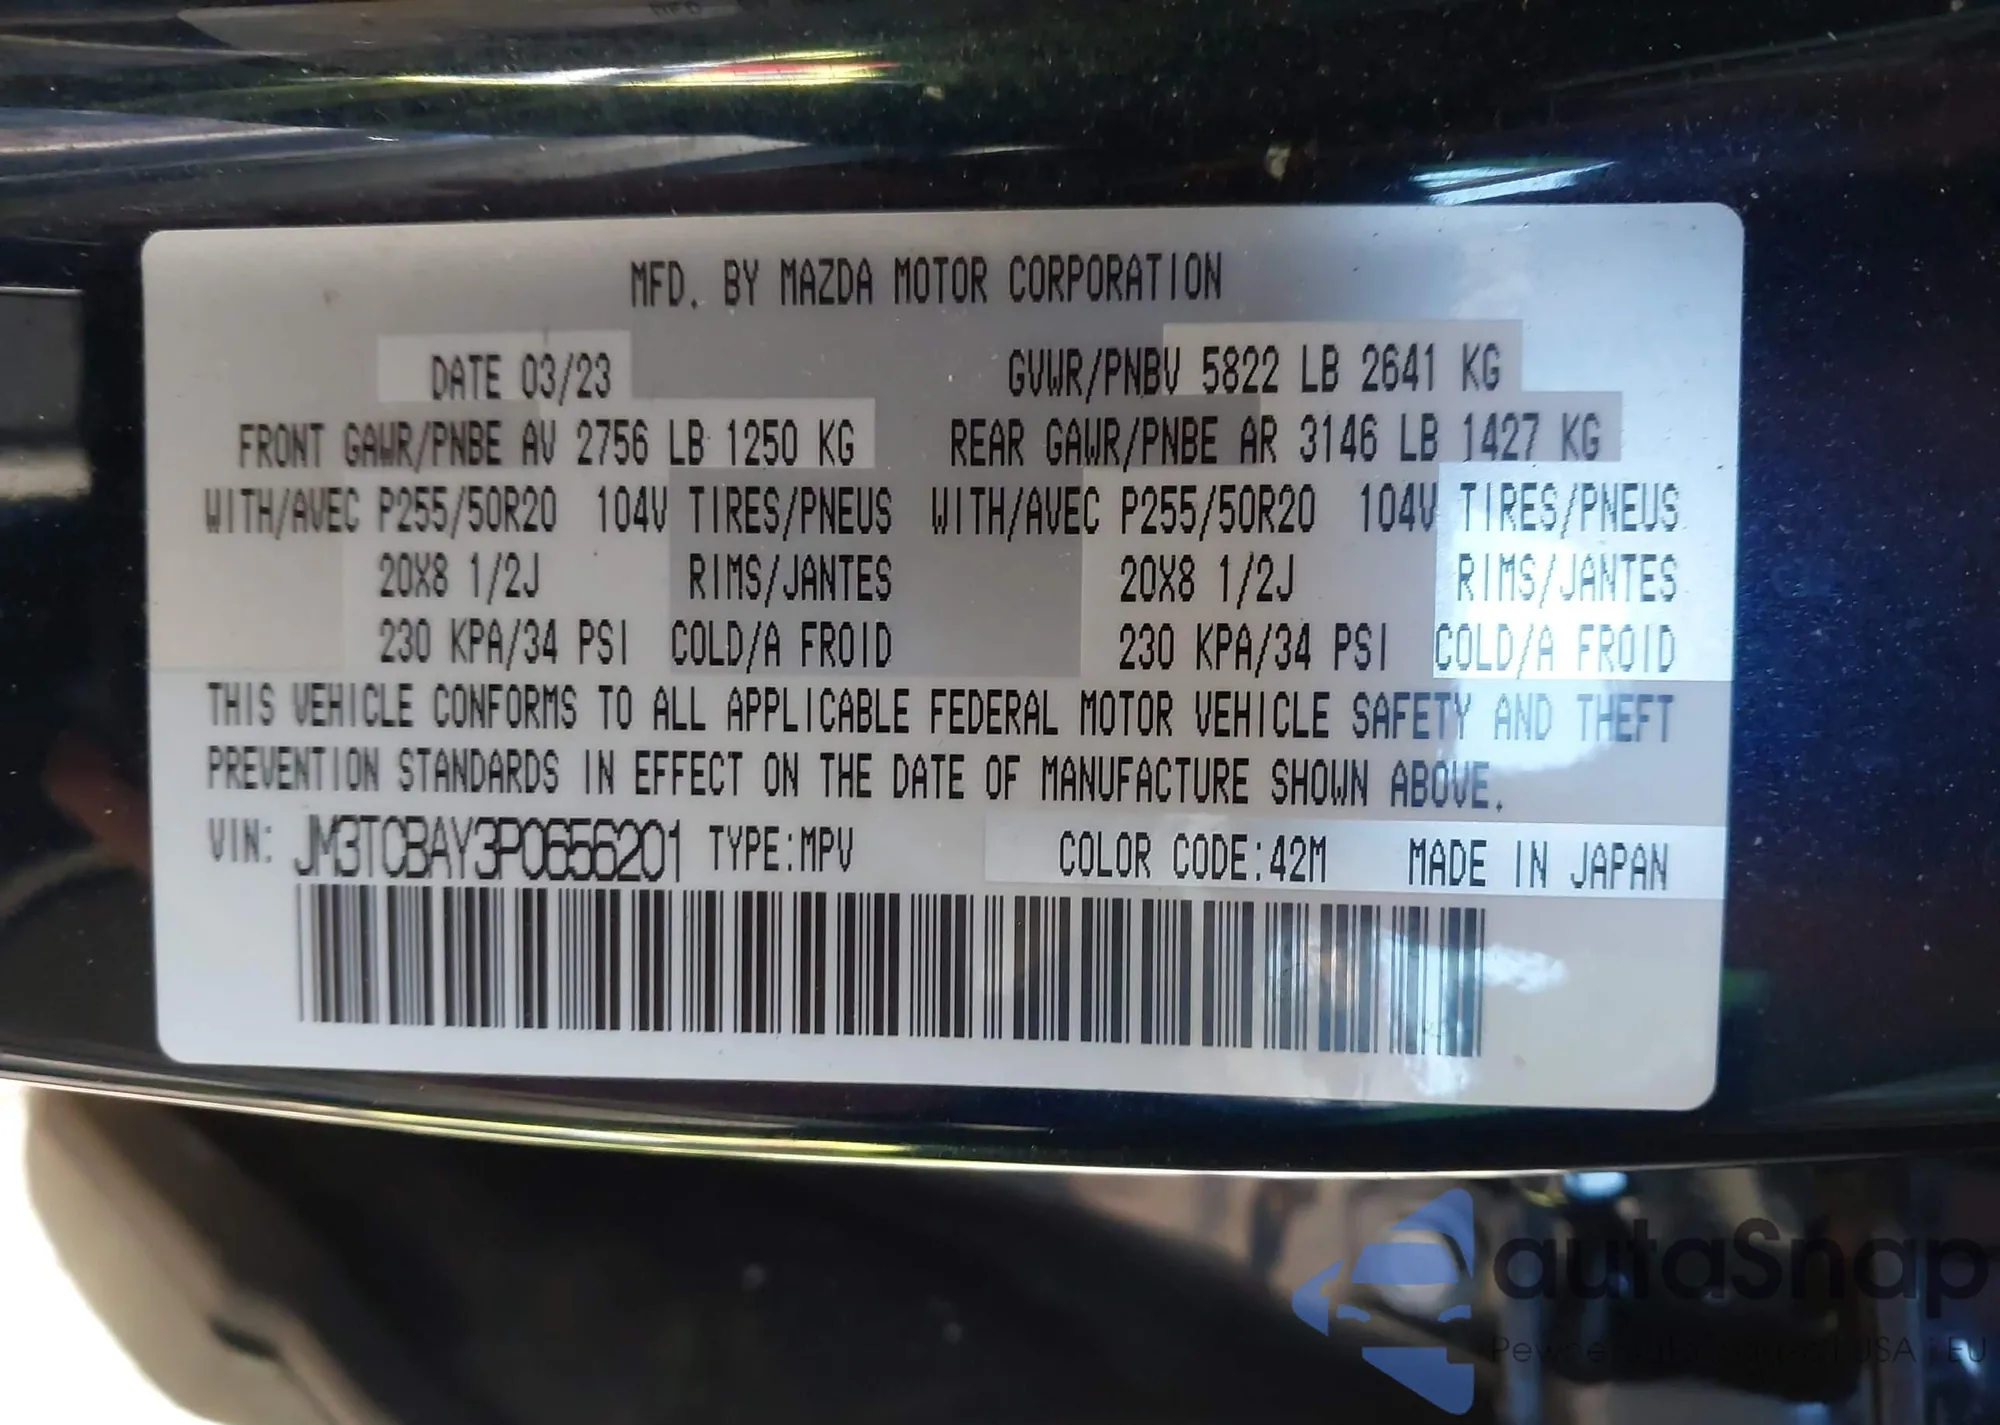 MFD. BY MAZDA MOTOR CORPORATION
DATE 03/23 GVWR/PNBV 5822 LB 2641 KG
FRONT GAWR/PNBE AV 2756 LB 1250 KG REAR GAWR/PNBE AR 3146 LB 1427 KG
WITH/AVEC P255/50R20 104V TIRES/PNEUS WITH/AVEC P255/50R20 104V TIRES/PNEUS
20X8 1/2J RIMS/JANTES 20X8 1/2J RIMS/JANTES
230 KPA/34 PSI COLD/A FROID 230 KPA/34 PSI COLD/A FROID
THIS VEHICLE CONFORMS TO ALL APPLICABLE FEDERAL MOTOR VEHICLE SAFETY AND THEFT
PREVENTION STANDARDS IN EFFECT ON THE DATE OF MANUFACTURE SHOWN ABOVE.
VIN: JM3TCBAY3P0656201 TYPE:MPV COLOR CODE:42M MADE IN JAPAN
autaSnap
Pewne USA i EU